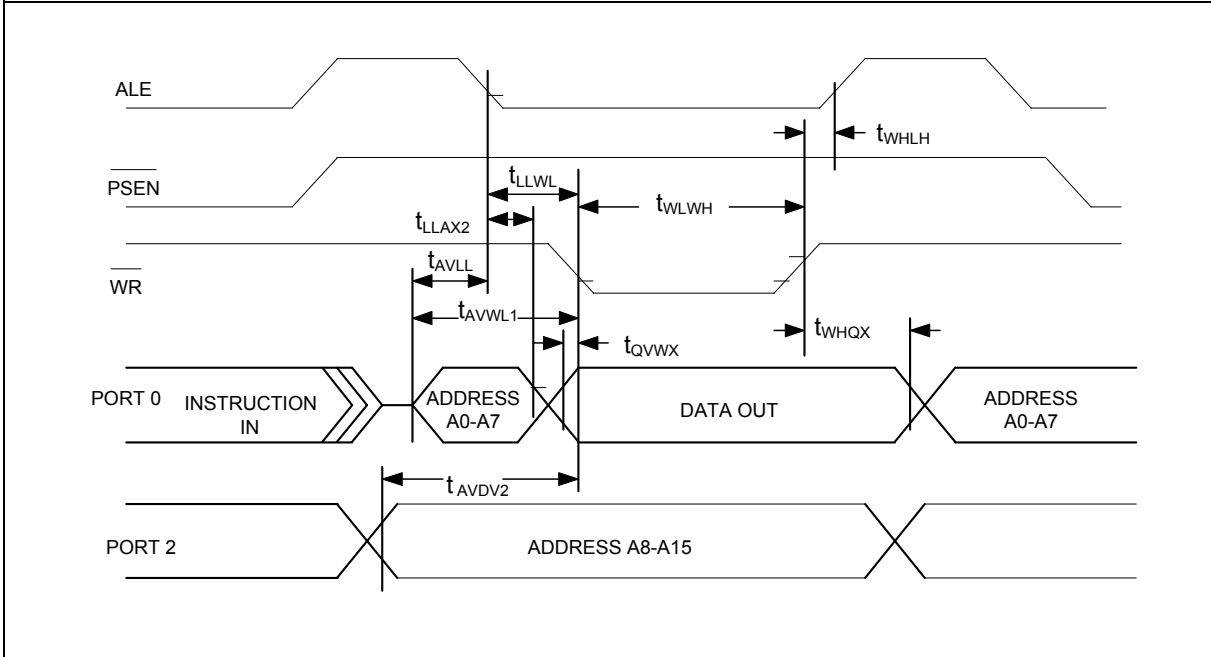 ALE
tWHLH
PSEN
tLLWL
tWLWH
tLLAX2
tAVLL
WR
tAVWL1
tWHQX
tQVWX
PORT 0
INSTRUCTION
IN
ADDRESS
A0-A7
DATA OUT
ADDRESS
A0-A7
t AVDV2
PORT 2
ADDRESS A8-A15